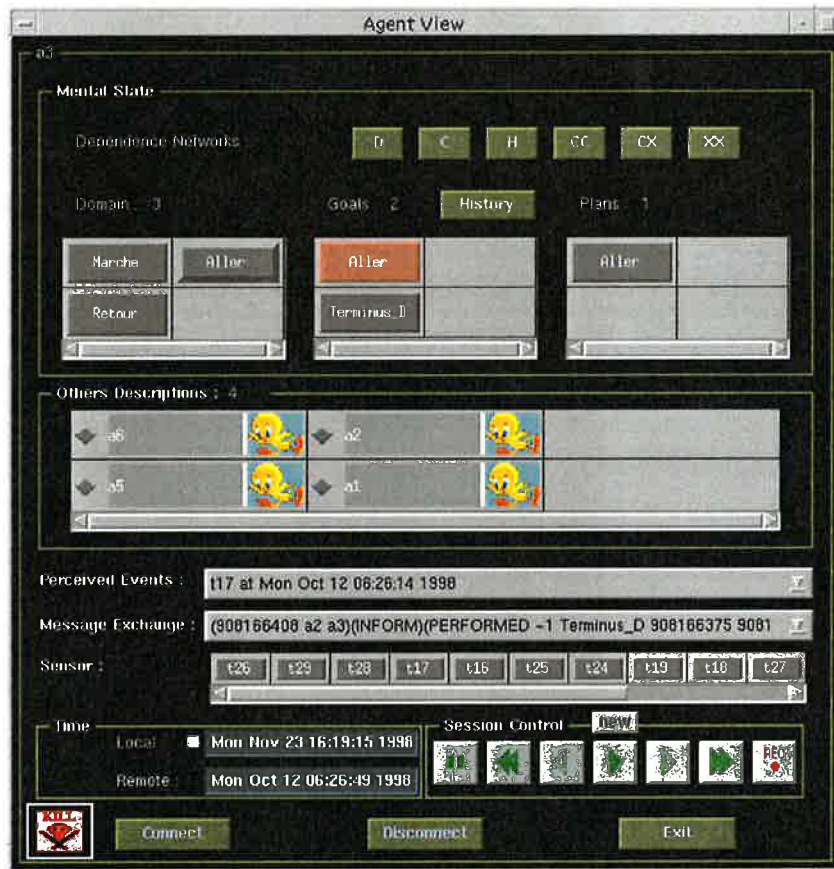 Agent View
a3
Mental State
Dependence Networks D C H CC CX XX
Domain 3 Goals 2 History Plans 1
Marche Aller Aller Aller
Retour Terminus_D
Others Descriptions : 4
a6 a2
a5 a1
Perceived Events : t17 at Mon Oct 12 06:26:14 1998
Message Exchange : (908166408 a2 a3)(INFORM)(PERFORMED -1 Terminus_D 908166375 9081
Sensor : t26 t29 t28 t17 t16 t25 t24 t19 t18 t27
Time Session Control new
Local Mon Nov 23 16:19:15 1998
REC
Remote Mon Oct 12 06:26:49 1998
KILL Connect Disconnect Exit